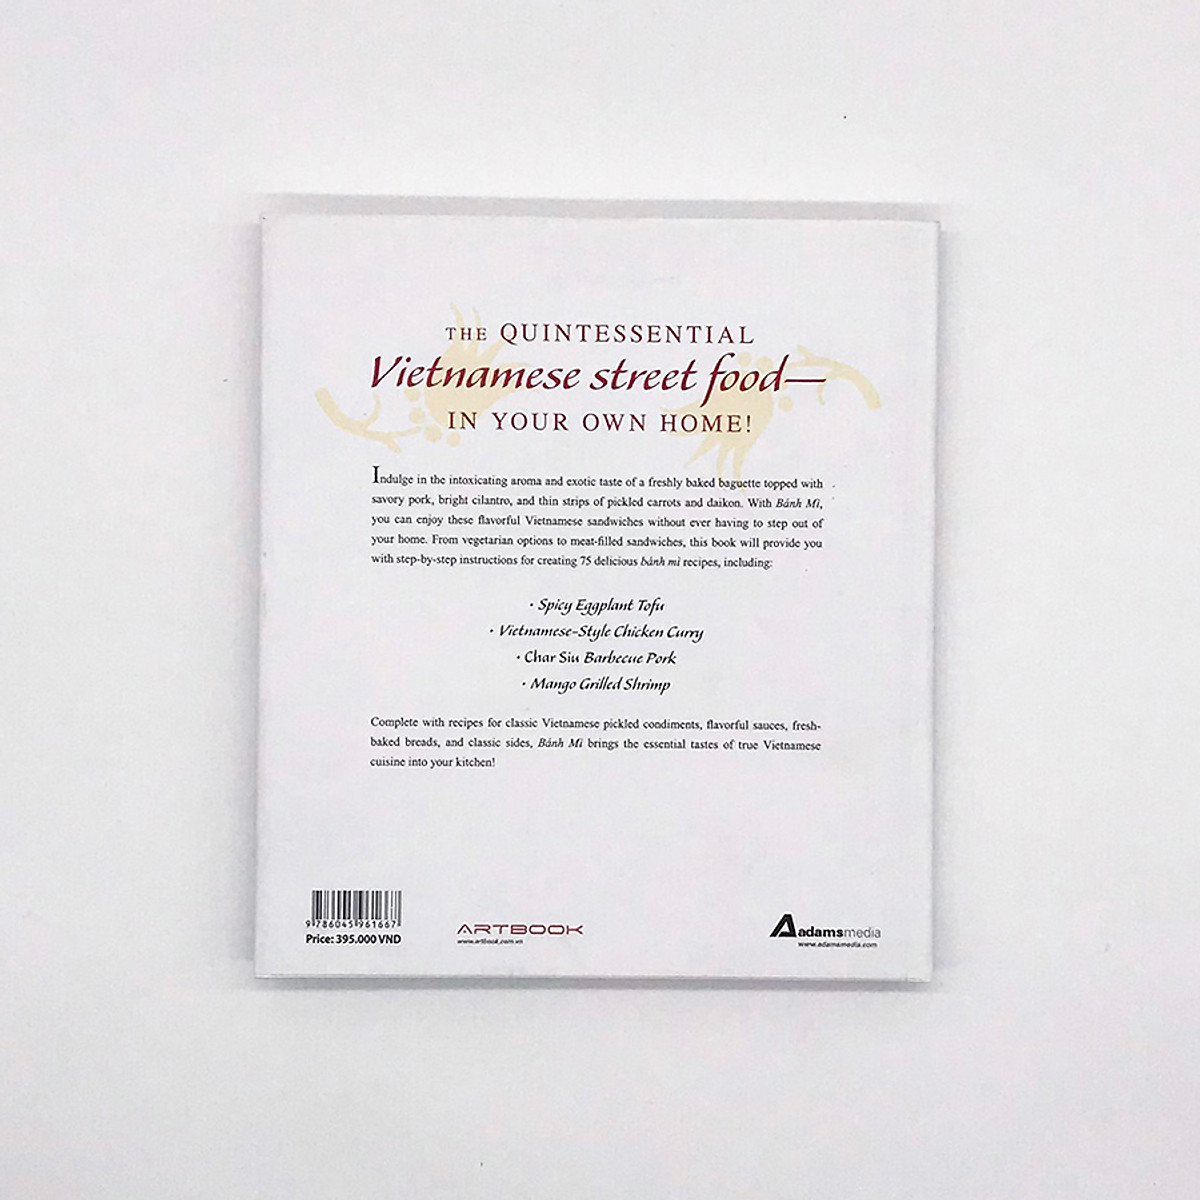 THE QUINTESSENTIAL
Vietnamese street food—
IN YOUR OWN HOME!
Indulge in the intoxicating aroma and exotic taste of a freshly baked baguette topped with
savory pork, bright cilantro, and thin strips of pickled carrots and daikon. With Bánh Mì,
you can enjoy these flavorful Vietnamese sandwiches without ever having to step out of
your home. From vegetarian options to meat-filled sandwiches, this book will provide you
with step-by-step instructions for creating 75 delicious bánh mì recipes, including:
· Spicy Eggplant Tofu
· Vietnamese-Style Chicken Curry
· Char Siu Barbecue Pork
· Mango Grilled Shrimp
Complete with recipes for classic Vietnamese pickled condiments, flavorful sauces, fresh-
baked breads, and classic sides, Bánh Mì brings the essential tastes of true Vietnamese
cuisine into your kitchen!
9 786045 961667
Price: 395.000 VND
ARTBOOK
www.artbook.com.vn
adamsmedia
www.adamsmedia.com